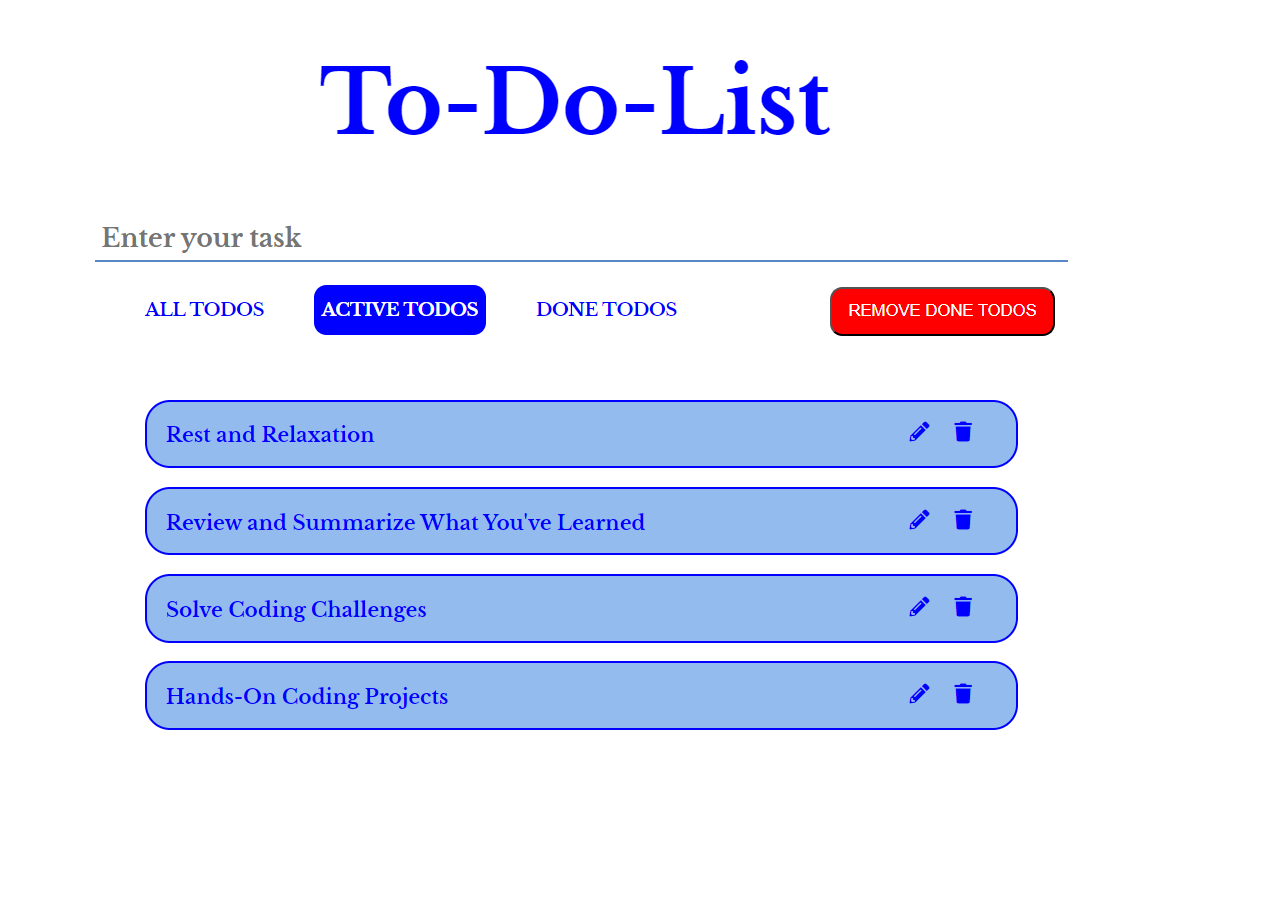 To-Do-List
Enter your task
ALL TODOS ACTIVE TODOS DONE TODOS REMOVE DONE TODOS
Rest and Relaxation
Review and Summarize What You've Learned
Solve Coding Challenges
Hands-On Coding Projects